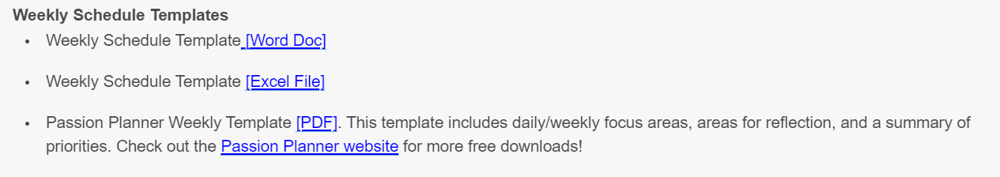 Weekly Schedule Templates
• Weekly Schedule Template [Word Doc]
• Weekly Schedule Template [Excel File]
• Passion Planner Weekly Template [PDF]. This template includes daily/weekly focus areas, areas for reflection, and a summary of
priorities. Check out the Passion Planner website for more free downloads!